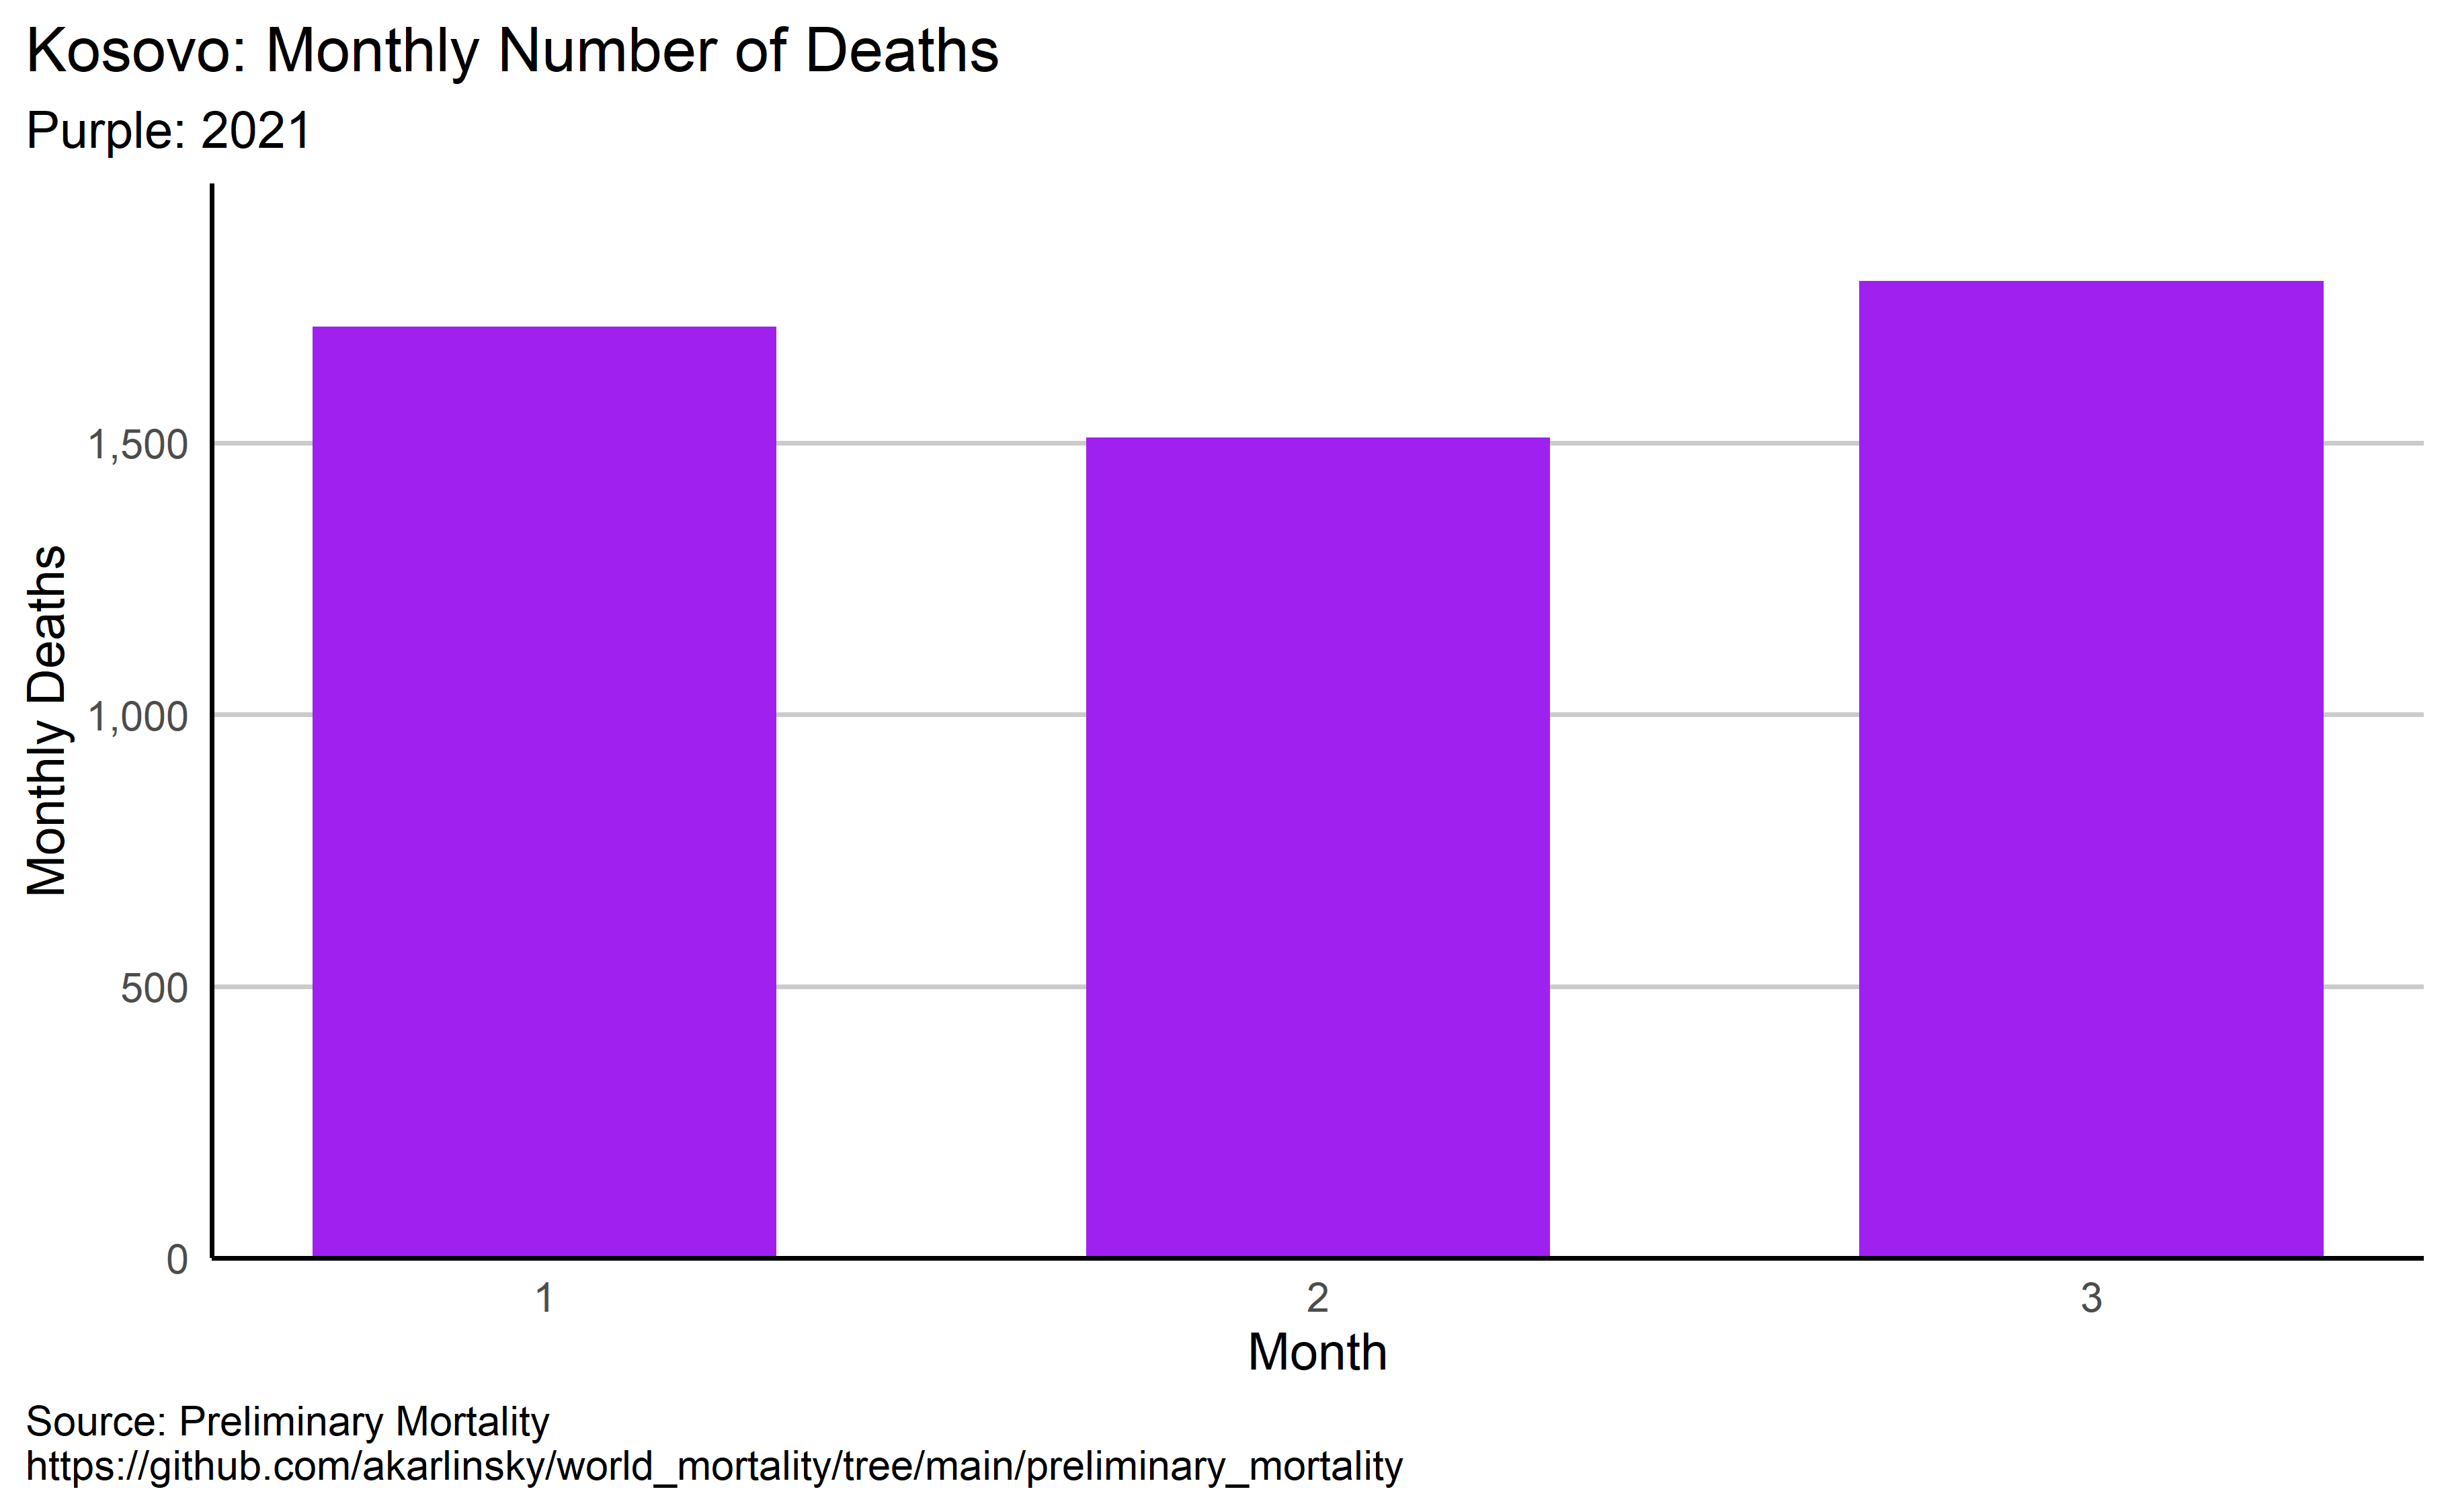 Kosovo: Monthly Number of Deaths
Purple: 2021
Monthly Deaths
1,500
1,000
500
0
1
2
3
Month
Source: Preliminary Mortality
https://github.com/akarlinsky/world_mortality/tree/main/preliminary_mortality